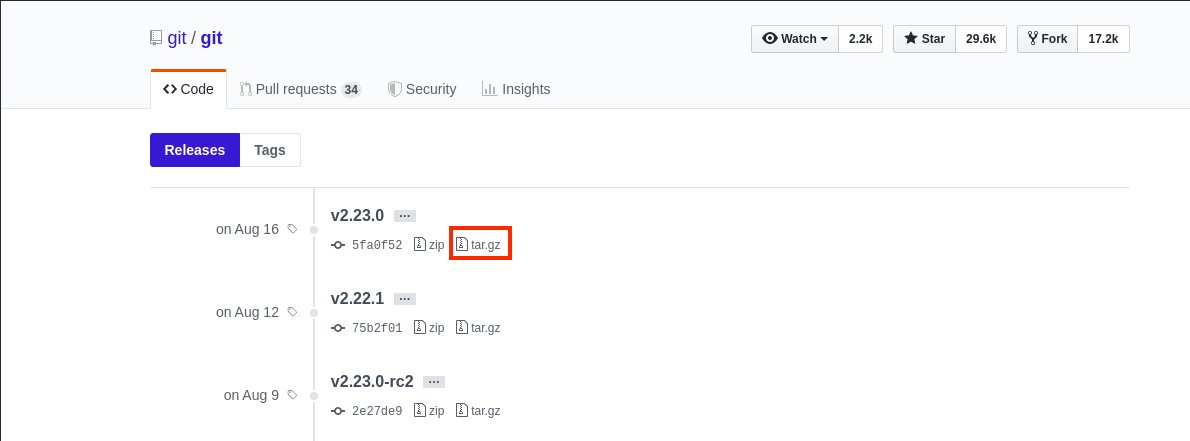 git / git
Watch 2.2k Star 29.6k Fork 17.2k
Code Pull requests 34 Security Insights
Releases Tags
v2.23.0 ...
on Aug 16
5fa0f52 zip tar.gz
v2.22.1 ...
on Aug 12
75b2f01 zip tar.gz
v2.23.0-rc2 ...
on Aug 9
2e27de9 zip tar.gz